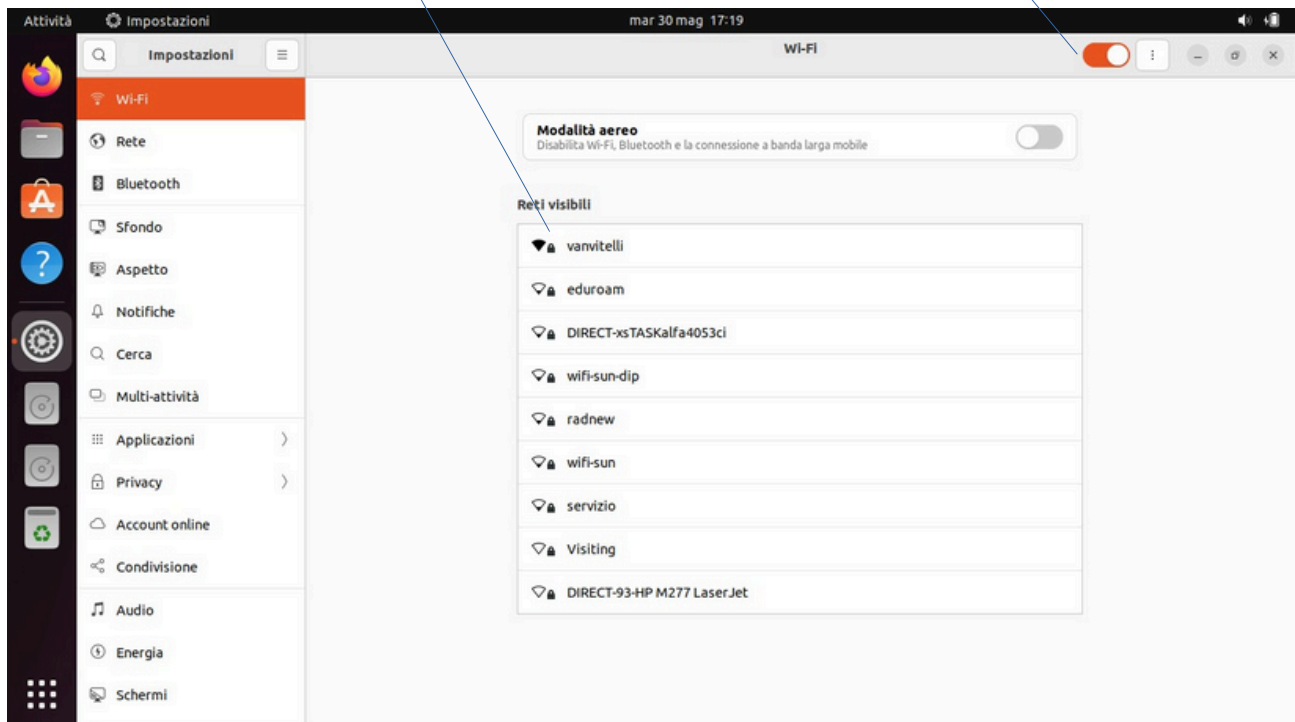 Attività Impostazioni mar 30 mag 17:19
Impostazioni Wi-Fi
Wi-Fi
Rete
Bluetooth
Sfondo
Aspetto
Notifiche
Cerca
Multi-attività
Applicazioni
Privacy
Account online
Condivisione
Audio
Energia
Schermi
Modalità aereo
Disabilita Wi-Fi, Bluetooth e la connessione a banda larga mobile
Reti visibili
vanvitelli
eduroam
DIRECT-xsTASKalfa4053ci
wifi-sun-dip
radnew
wifi-sun
servizio
Visiting
DIRECT-93-HP M277 LaserJet